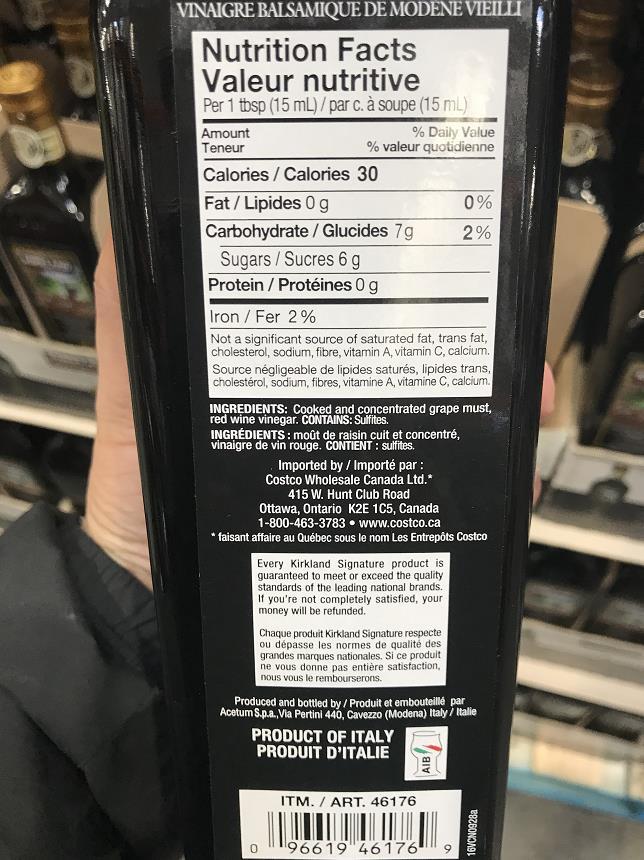 VINAIGRE BALSAMIQUE DE MODENE VIEILLI
Nutrition Facts
Valeur nutritive
Per 1 tbsp (15 mL) / par c. à soupe (15 mL)
Amount % Daily Value
Teneur % valeur quotidienne
Calories / Calories 30
Fat / Lipides 0 g 0%
Carbohydrate / Glucides 7g 2%
Sugars / Sucres 6 g
Protein / Protéines 0 g
Iron / Fer 2%
Not a significant source of saturated fat, trans fat,
cholesterol, sodium, fibre, vitamin A, vitamin C, calcium.
Source négligeable de lipides saturés, lipides trans,
cholestérol, sodium, fibres, vitamine A, vitamine C, calcium.
INGREDIENTS: Cooked and concentrated grape must,
red wine vinegar. CONTAINS: Sulfites.
INGRÉDIENTS : moût de raisin cuit et concentré,
vinaigre de vin rouge. CONTIENT : sulfites.
Imported by / Importé par :
Costco Wholesale Canada Ltd.*
415 W. Hunt Club Road
Ottawa, Ontario K2E 1C5, Canada
1-800-463-3783 • www.costco.ca
* faisant affaire au Québec sous le nom Les Entrepôts Costco
Every Kirkland Signature product is
guaranteed to meet or exceed the quality
standards of the leading national brands.
If you're not completely satisfied, your
money will be refunded.
Chaque produit Kirkland Signature respecte
ou dépasse les normes de qualité des
grandes marques nationales. Si ce produit
ne vous donne pas entière satisfaction,
nous vous le rembourserons.
Produced and bottled by / Produit et embouteillé par
Acetum S.p.a., Via Pertini 440, Cavezzo (Modena) Italy / Italie
PRODUCT OF ITALY
PRODUIT D'ITALIE
AIB
ITM. / ART. 46176
0 96619 46176 9
16VCN0928a